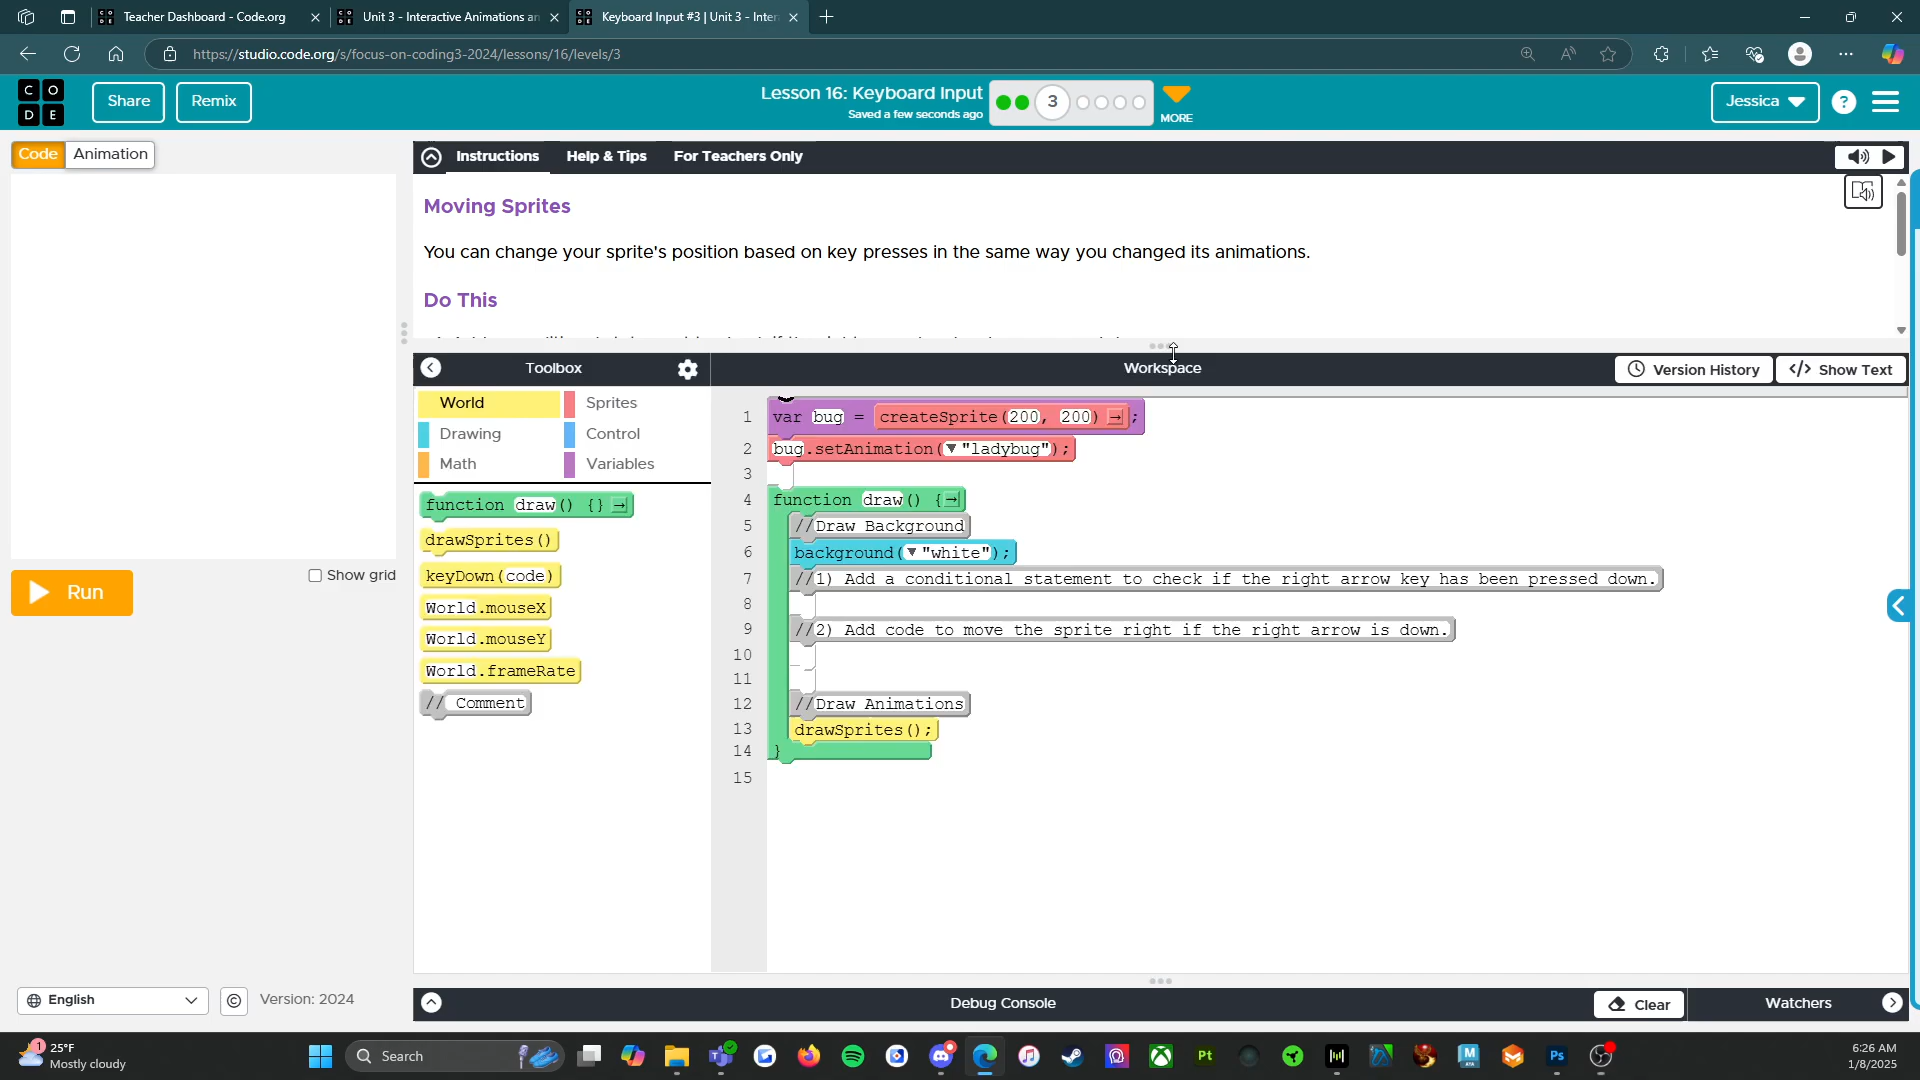 Teacher Dashboard - Code.org
Unit 3 - Interactive Animations an
Keyboard Input #3 | Unit 3 - Inter
https://studio.code.org/s/focus-on-coding3-2024/lessons/16/levels/3
C O
D E
Share
Remix
Lesson 16: Keyboard Input
Saved a few seconds ago
3
MORE
Jessica
?
Code
Animation
Instructions
Help & Tips
For Teachers Only
Moving Sprites
You can change your sprite's position based on key presses in the same way you changed its animations.
Do This
Toolbox
Workspace
Version History
</> Show Text
World
Sprites
Drawing
Control
Math
Variables
function draw() {} →
drawSprites()
keyDown(code)
World.mouseX
World.mouseY
World.frameRate
// Comment
1 var bug = createSprite(200, 200) → ;
2 bug.setAnimation(▼ "ladybug");
3
4 function draw() {→
5 //Draw Background
6 background(▼ "white");
7 //1) Add a conditional statement to check if the right arrow key has been pressed down.
8
9 //2) Add code to move the sprite right if the right arrow is down.
10
11
12 //Draw Animations
13 drawSprites();
14 }
15
Run
Show grid
English
©
Version: 2024
Debug Console
Clear
Watchers
1
25°F
Mostly cloudy
Search
Pt
Ps
6:26 AM
1/8/2025